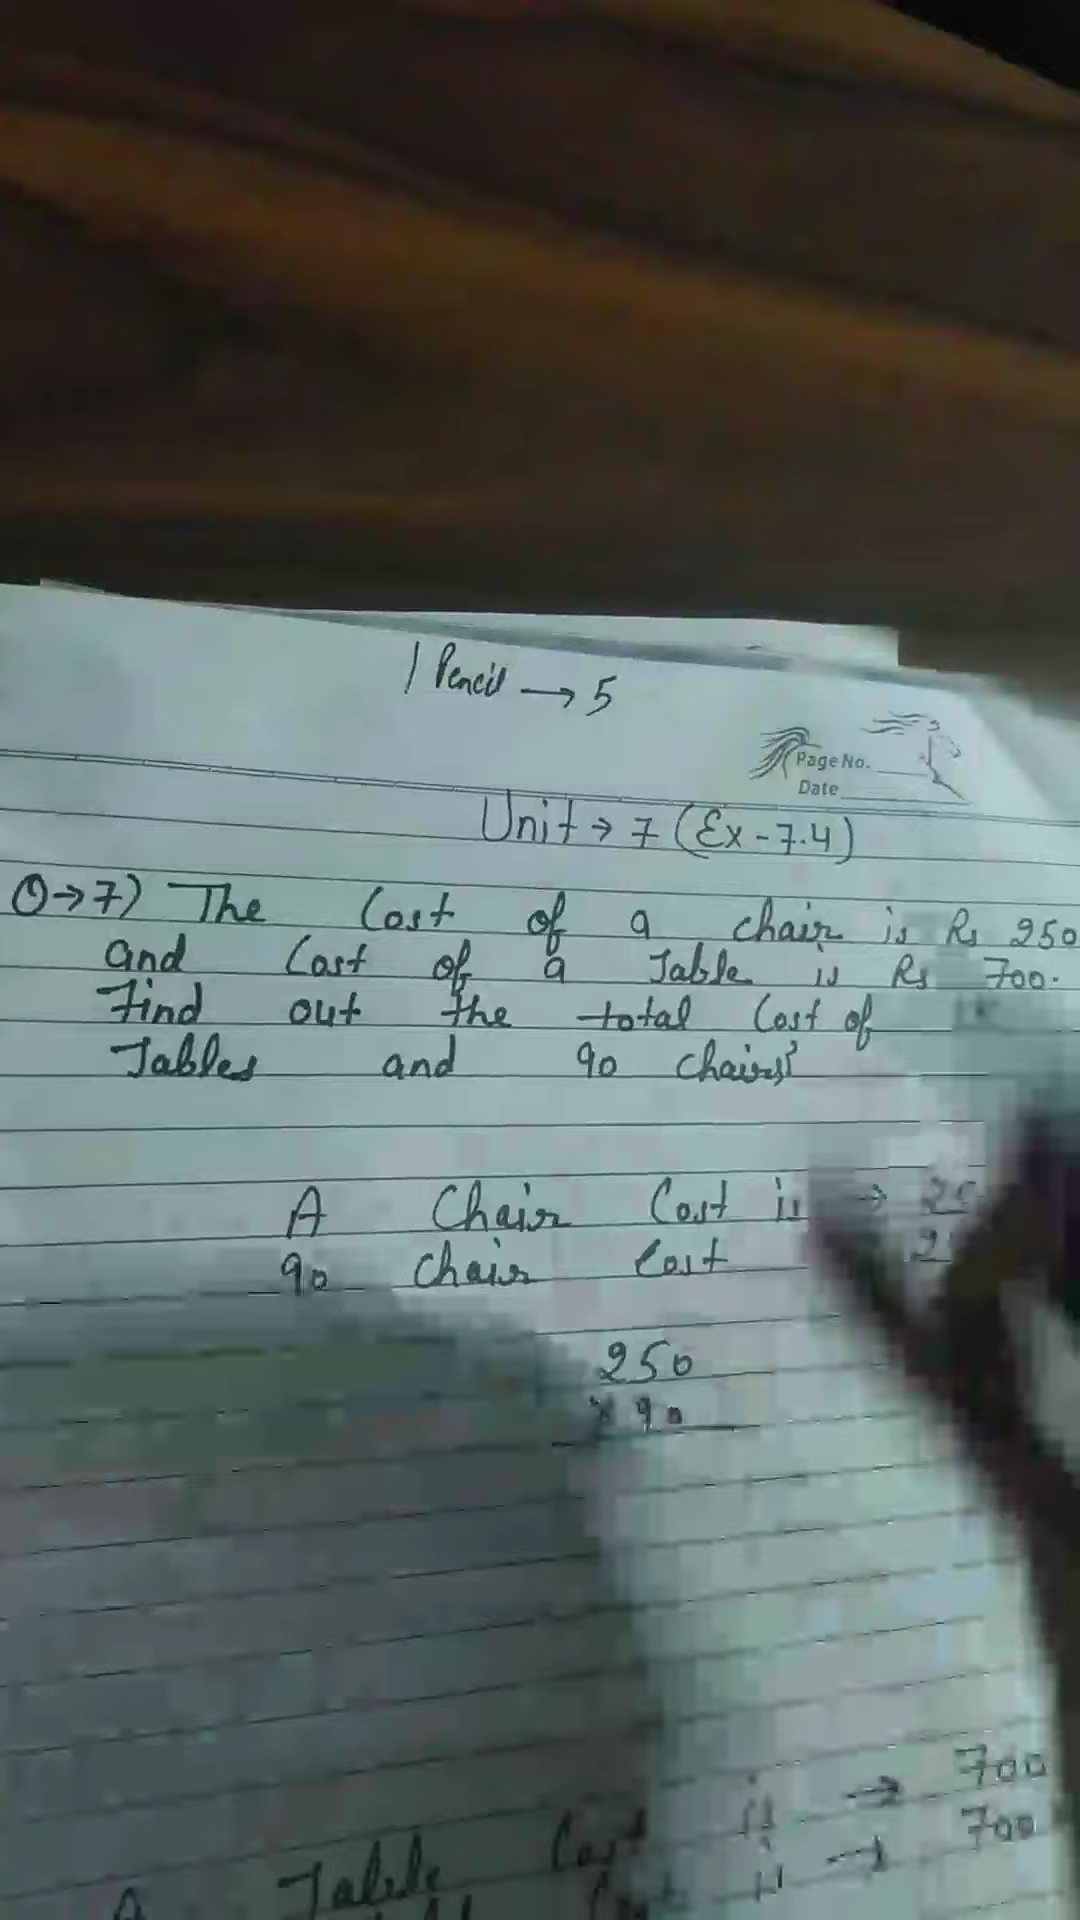 1 Pencil → 5
Page No.
Date
Unit → 7 (Ex-7.4)
Q→7) The Cost of a chair is Rs 250
and Cost of a Table is Rs 700.
Find out the total Cost of
Tables and 90 chairs?
A Chair Cost is →
90 chair Cost
250
×90
A Table Cost is → 700
Cost is → 700